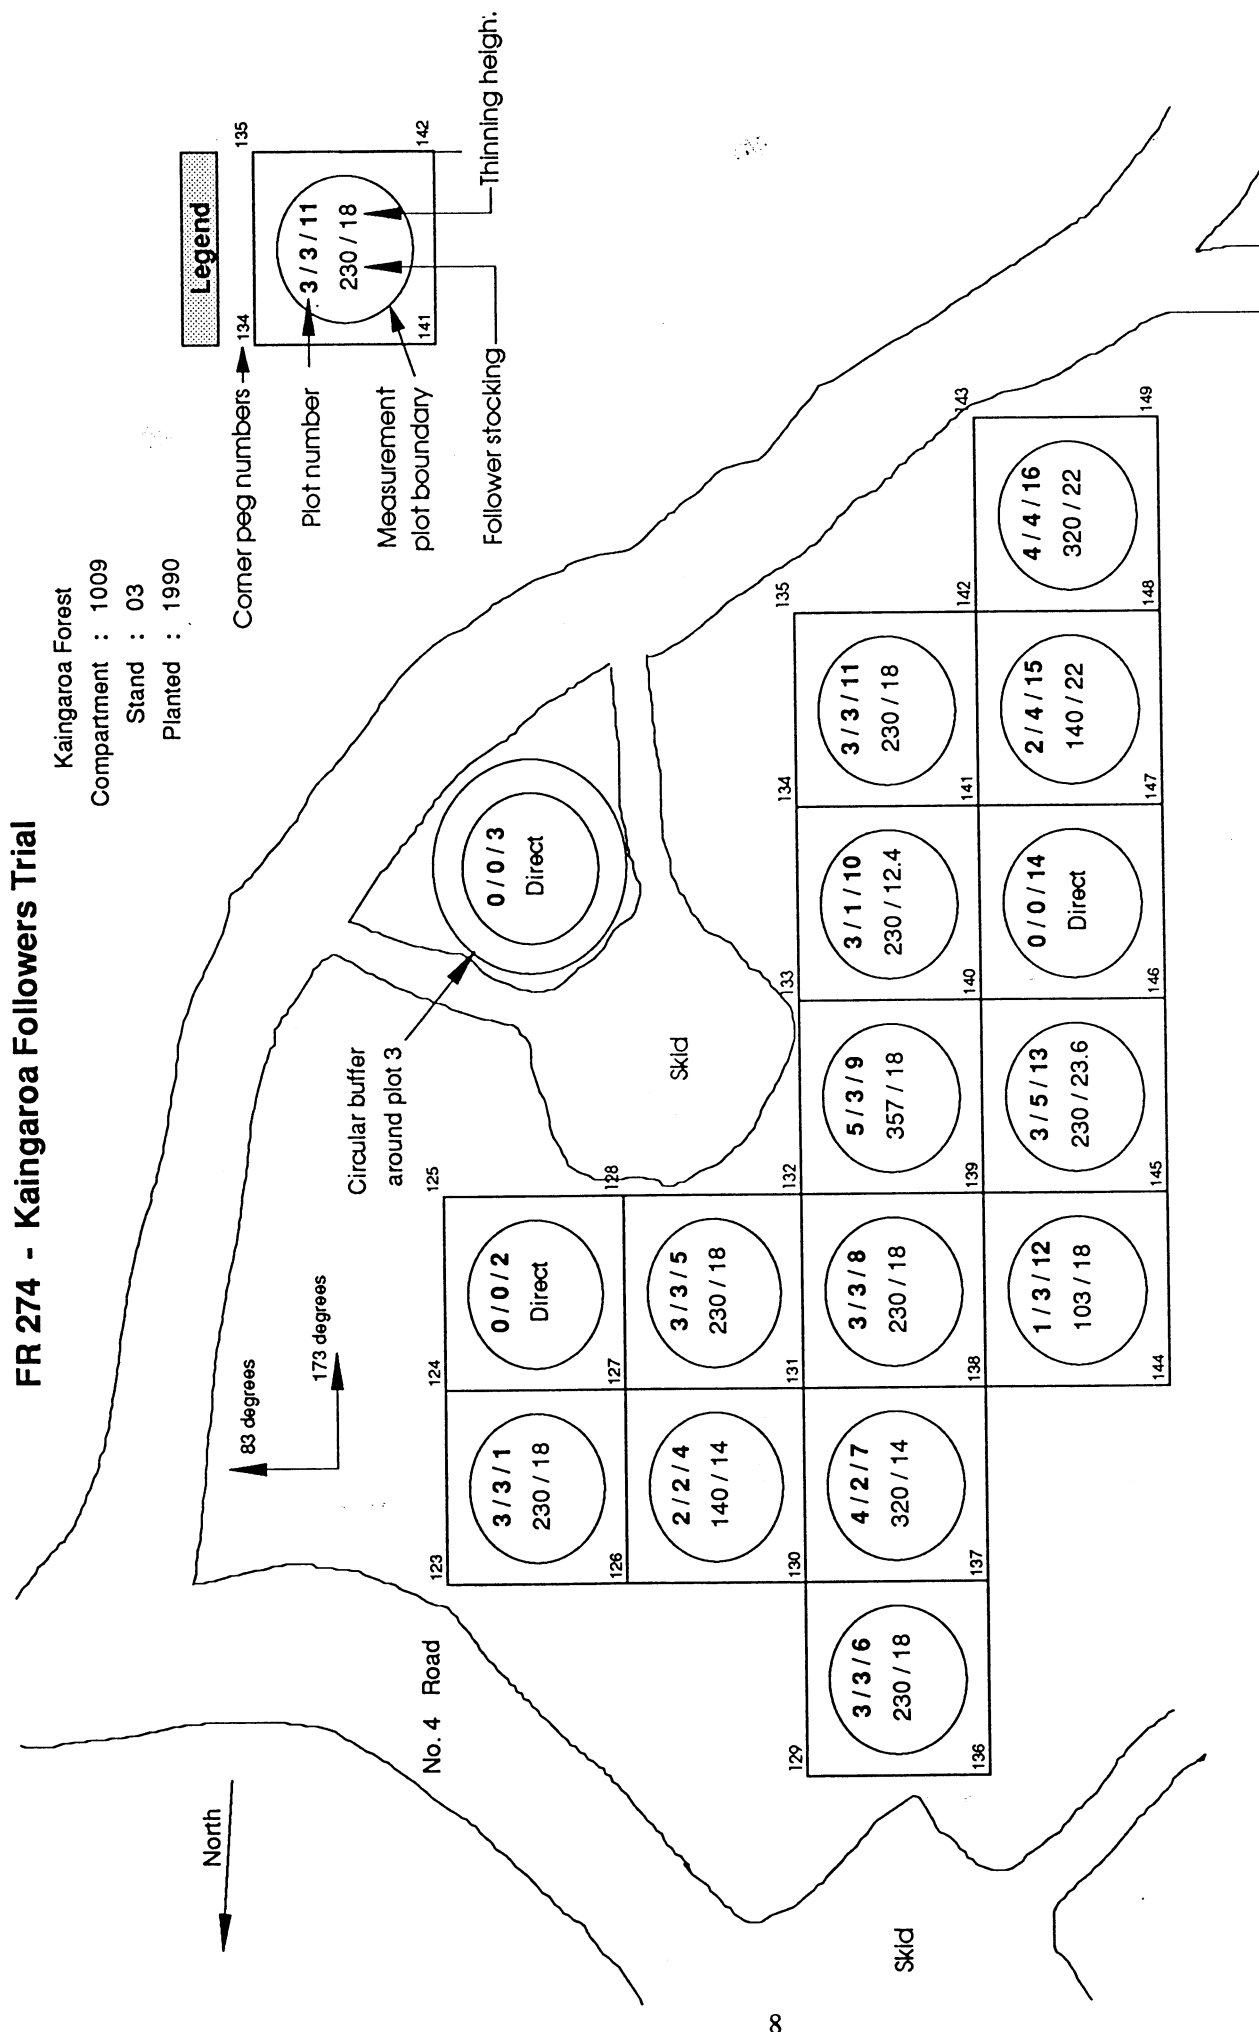 FR 274 - Kaingaroa Followers Trial
Kaingaroa Forest
Compartment : 1009
Stand : 03
Planted : 1990
Legend
Corner peg numbers
134
135
Plot number
3 / 3 / 11
230 / 18
Measurement
plot boundary
141
142
Follower stocking
Thinning height.
North
83 degrees
173 degrees
No. 4 Road
Circular buffer
around plot 3
0 / 0 / 3
Direct
Skid
123
124
125
3 / 3 / 1
230 / 18
0 / 0 / 2
Direct
126
127
128
2 / 2 / 4
140 / 14
3 / 3 / 5
230 / 18
129
130
131
132
133
134
135
3 / 3 / 6
230 / 18
4 / 2 / 7
320 / 14
3 / 3 / 8
230 / 18
5 / 3 / 9
357 / 18
3 / 1 / 10
230 / 12.4
3 / 3 / 11
230 / 18
136
137
138
139
140
141
142
143
1 / 3 / 12
103 / 18
3 / 5 / 13
230 / 23.6
0 / 0 / 14
Direct
2 / 4 / 15
140 / 22
4 / 4 / 16
320 / 22
144
145
146
147
148
149
Skid
8